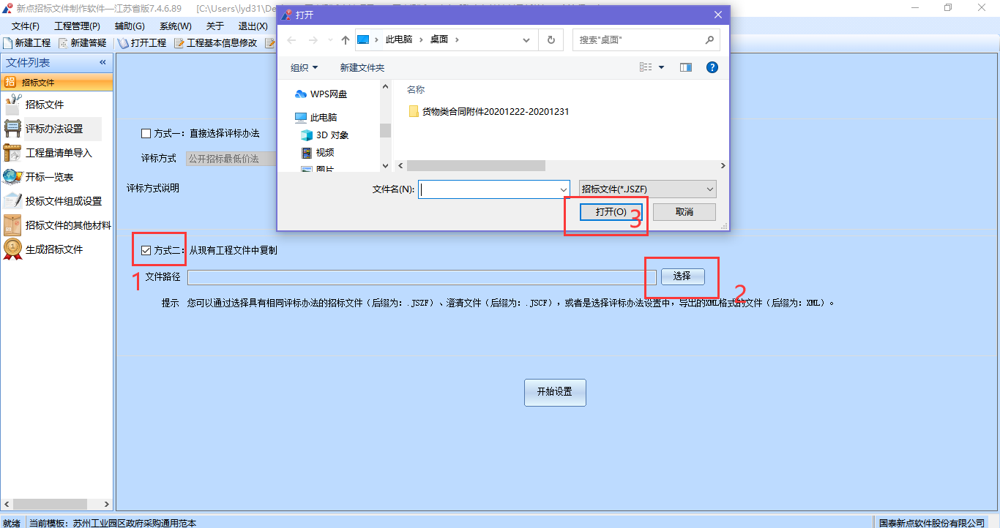 新点招标文件制作软件—江苏省版7.4.6.89 [C:\Users\lyd31\De
文件(F) 工程管理(P) 辅助(G) 系统(W) 关于 退出(X)
新建工程 新建答疑 打开工程 工程基本信息修改
文件列表 «
招 招标文件
招标文件
评标办法设置
工程量清单导入
开标一览表
投标文件组成设置
招标文件的其他材料
生成招标文件
打开
此电脑 › 桌面 ›
搜索"桌面"
组织 新建文件夹
WPS网盘
此电脑
3D 对象
视频
图片
名称
货物类合同附件20201222-20201231
文件名(N):
招标文件(*.JSZF)
打开(O) 取消
3
方式一：直接选择评标办法
评标方式 公开招标最低价法
评标方式说明
方式二：从现有工程文件中复制
1
文件路径 选择
2
提示 您可以通过选择具有相同评标办法的招标文件（后缀为：.JSZF）、澄清文件（后缀为：.JSCF），或者是选择评标办法设置中，导出的XML格式的文件（后缀为：XML）。
开始设置
就绪 当前模板：苏州工业园区政府采购通用范本 国泰新点软件股份有限公司